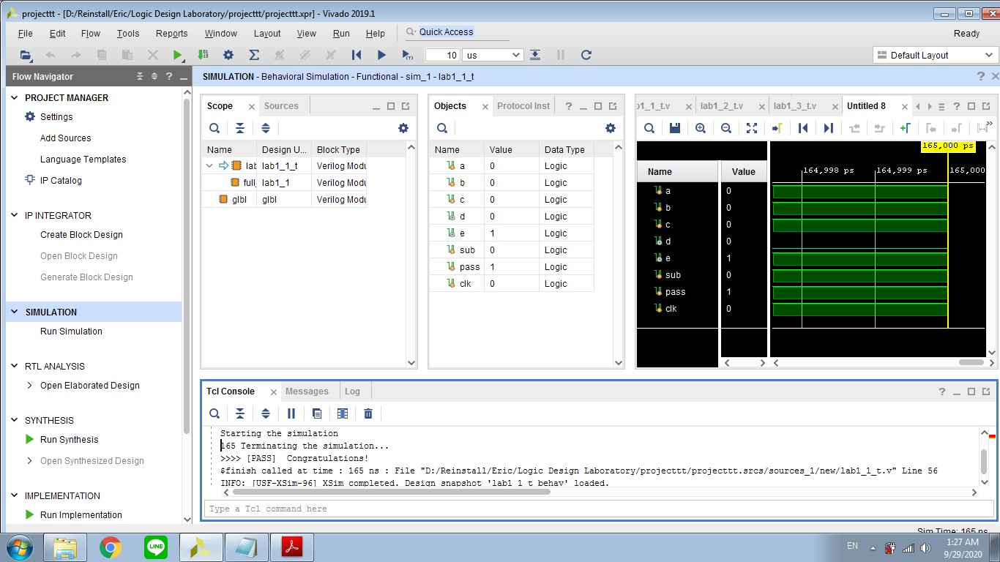 projecttt - [D:/Reinstall/Eric/Logic Design Laboratory/projecttt/projecttt.xpr] - Vivado 2019.1
File Edit Flow Tools Reports Window Layout View Run Help Quick Access Ready
10 us Default Layout
Flow Navigator
SIMULATION - Behavioral Simulation - Functional - sim_1 - lab1_1_t
PROJECT MANAGER
Settings
Add Sources
Language Templates
IP Catalog
IP INTEGRATOR
Create Block Design
Open Block Design
Generate Block Design
SIMULATION
Run Simulation
RTL ANALYSIS
Open Elaborated Design
SYNTHESIS
Run Synthesis
Open Synthesized Design
IMPLEMENTATION
Run Implementation
Scope Sources
Name Design U... Block Type
lab lab1_1_t Verilog Modu
full_ lab1_1 Verilog Modu
glbl glbl Verilog Modu
Objects Protocol Inst
Name Value Data Type
a 0 Logic
b 0 Logic
c 0 Logic
d 0 Logic
e 1 Logic
sub 0 Logic
pass 1 Logic
clk 0 Logic
1_1_t.v lab1_2_t.v lab1_3_t.v Untitled 8
165,000 ps
Name Value 164,998 ps 164,999 ps 165,000
a 0
b 0
c 0
d 0
e 1
sub 0
pass 1
clk 0
Tcl Console Messages Log
Starting the simulation
165 Terminating the simulation...
>>>> [PASS] Congratulations!
$finish called at time : 165 ns : File "D:/Reinstall/Eric/Logic Design Laboratory/projecttt/projecttt.srcs/sources_1/new/lab1_1_t.v" Line 56
INFO: [USF-XSim-96] XSim completed. Design snapshot 'lab1_1_t_behav' loaded.
Type a Tcl command here
Sim Time: 165 ns
LINE
EN
1:27 AM
9/29/2020